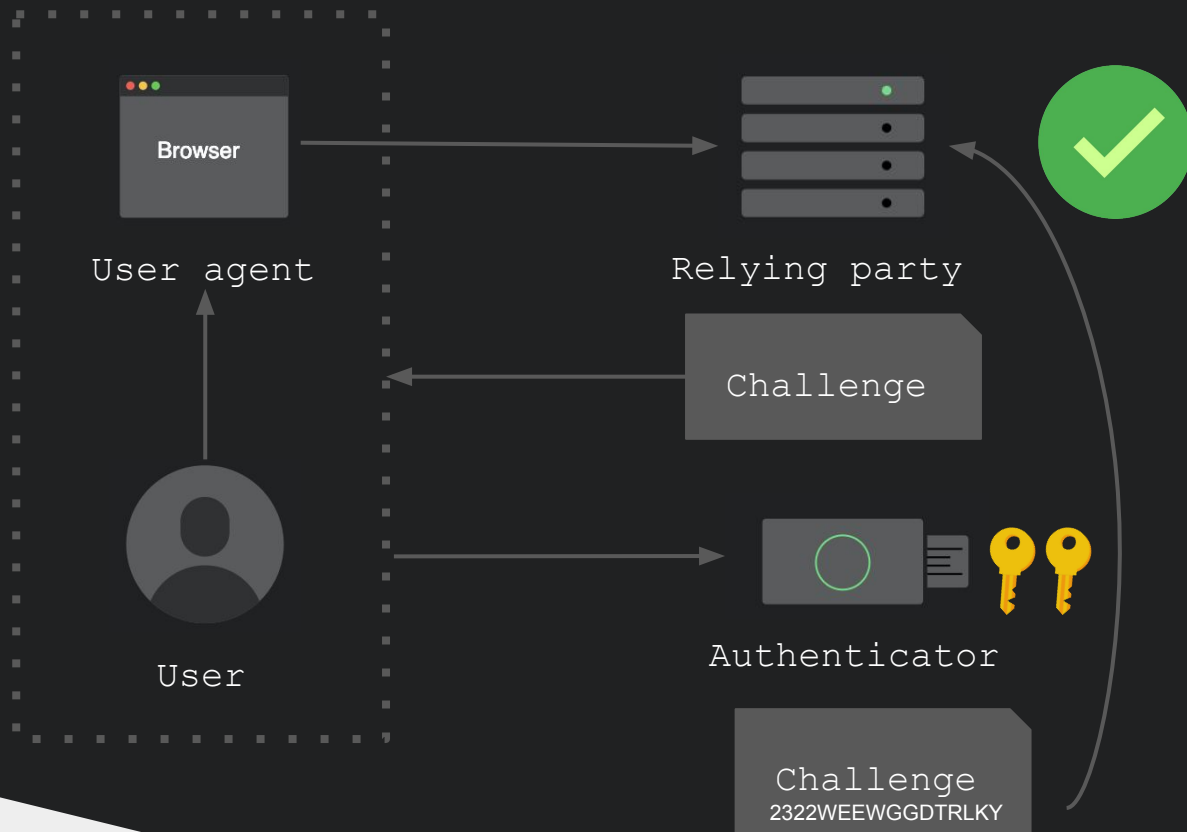 Browser
User agent
Relying party
Challenge
User
Authenticator
Challenge
2322WEEWGGDTRLKY